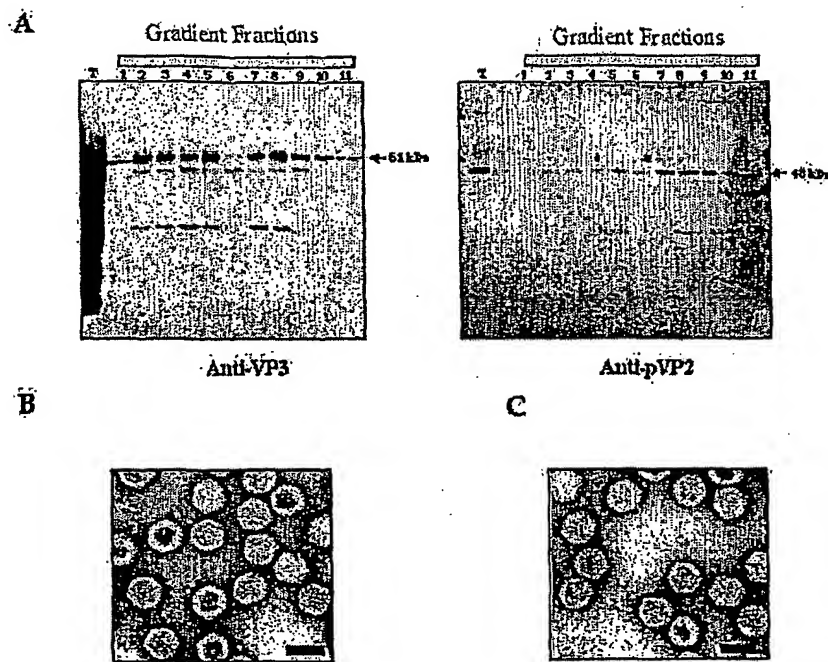 A
Gradient Fractions
T 1 2 3 4 5 6 7 8 9 10 11
61 kDa
Anti-VP3
Gradient Fractions
T 1 2 3 4 5 6 7 8 9 10 11
Anti-pVP2
B
C